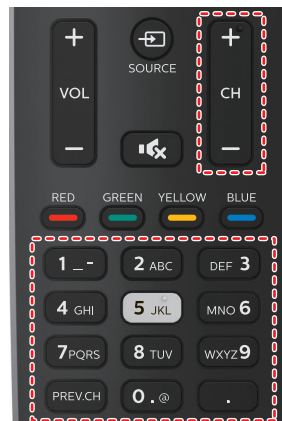 + +
SOURCE
VOL CH
− −
RED GREEN YELLOW BLUE
1 _- 2 ABC DEF 3
4 GHI 5 JKL MNO 6
7PQRS 8 TUV WXYZ9
PREV.CH 0.@ .